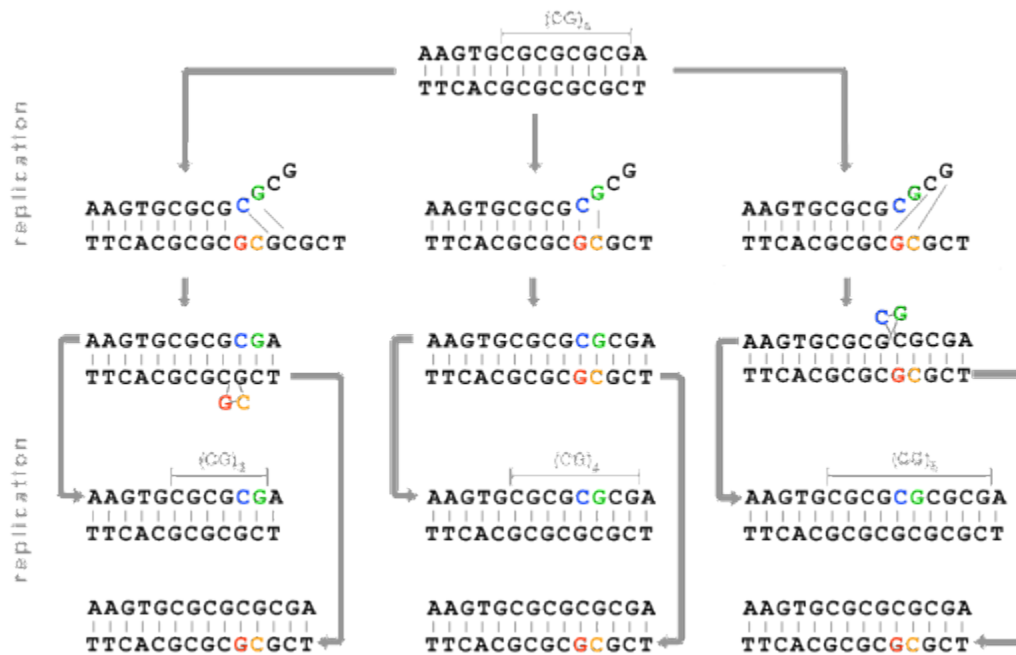 (CG)₄
AAGTGCGCGCGCGA
TTCACGCGCGCGCT
replication
AAGTGCGCGCGCG
TTCACGCGCGCGCGCT
AAGTGCGCGCGCG
TTCACGCGCGCGCT
AAGTGCGCGCGCG
TTCACGCGCGCGCT
AAGTGCGCGCGA
TTCACGCGCGCT
GC
AAGTGCGCGCGCGA
TTCACGCGCGCGCT
CG
AAGTGCGCGCGCGA
TTCACGCGCGCGCT
replication
(CG)₃
AAGTGCGCGCGA
TTCACGCGCGCT
(CG)₄
AAGTGCGCGCGCGA
TTCACGCGCGCGCT
(CG)₅
AAGTGCGCGCGCGCGA
TTCACGCGCGCGCGCT
AAGTGCGCGCGCGA
TTCACGCGCGCGCT
AAGTGCGCGCGCGA
TTCACGCGCGCGCT
AAGTGCGCGCGCGA
TTCACGCGCGCGCT